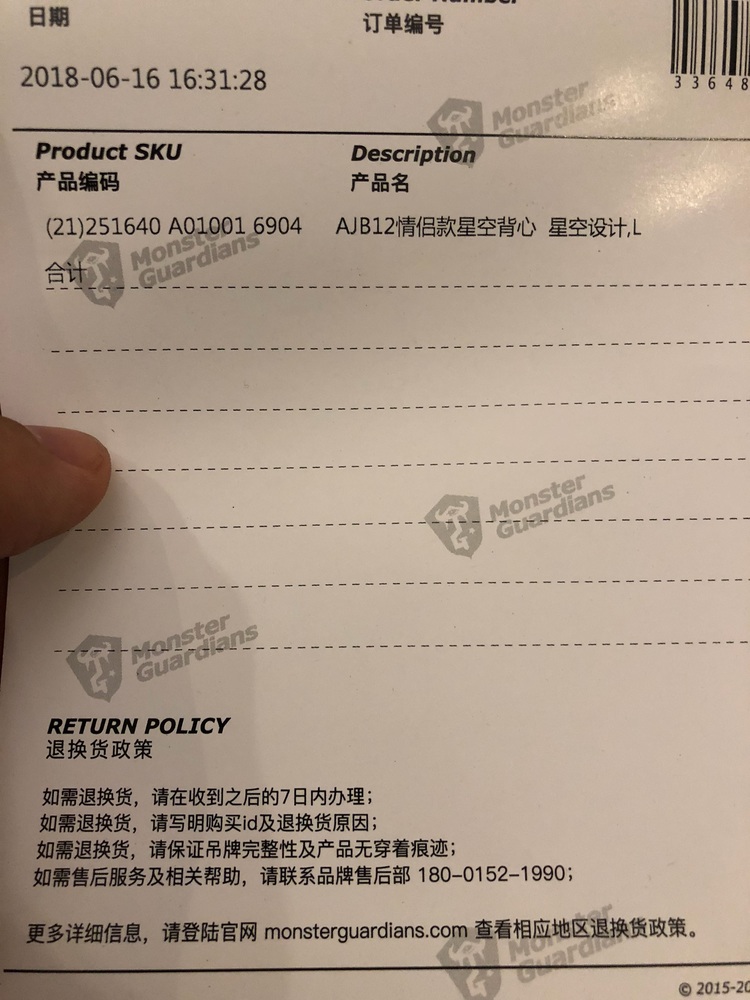 日期
Order Number
订单编号
2018-06-16 16:31:28
33648
Monster
Guardians
Product SKU
Description
产品编码
产品名
(21)251640 A01001 6904
AJB12情侣款星空背心 星空设计,L
Monster
Guardians
合计
Monster
Guardians
Monster
Guardians
RETURN POLICY
退换货政策
如需退换货，请在收到之后的7日内办理；
如需退换货，请写明购买id及退换货原因；
如需退换货，请保证吊牌完整性及产品无穿着痕迹；
如需售后服务及相关帮助，请联系品牌售后部 180-0152-1990；
更多详细信息，请登陆官网 monsterguardians.com 查看相应地区退换货政策。
Monster
Guardians
© 2015-20